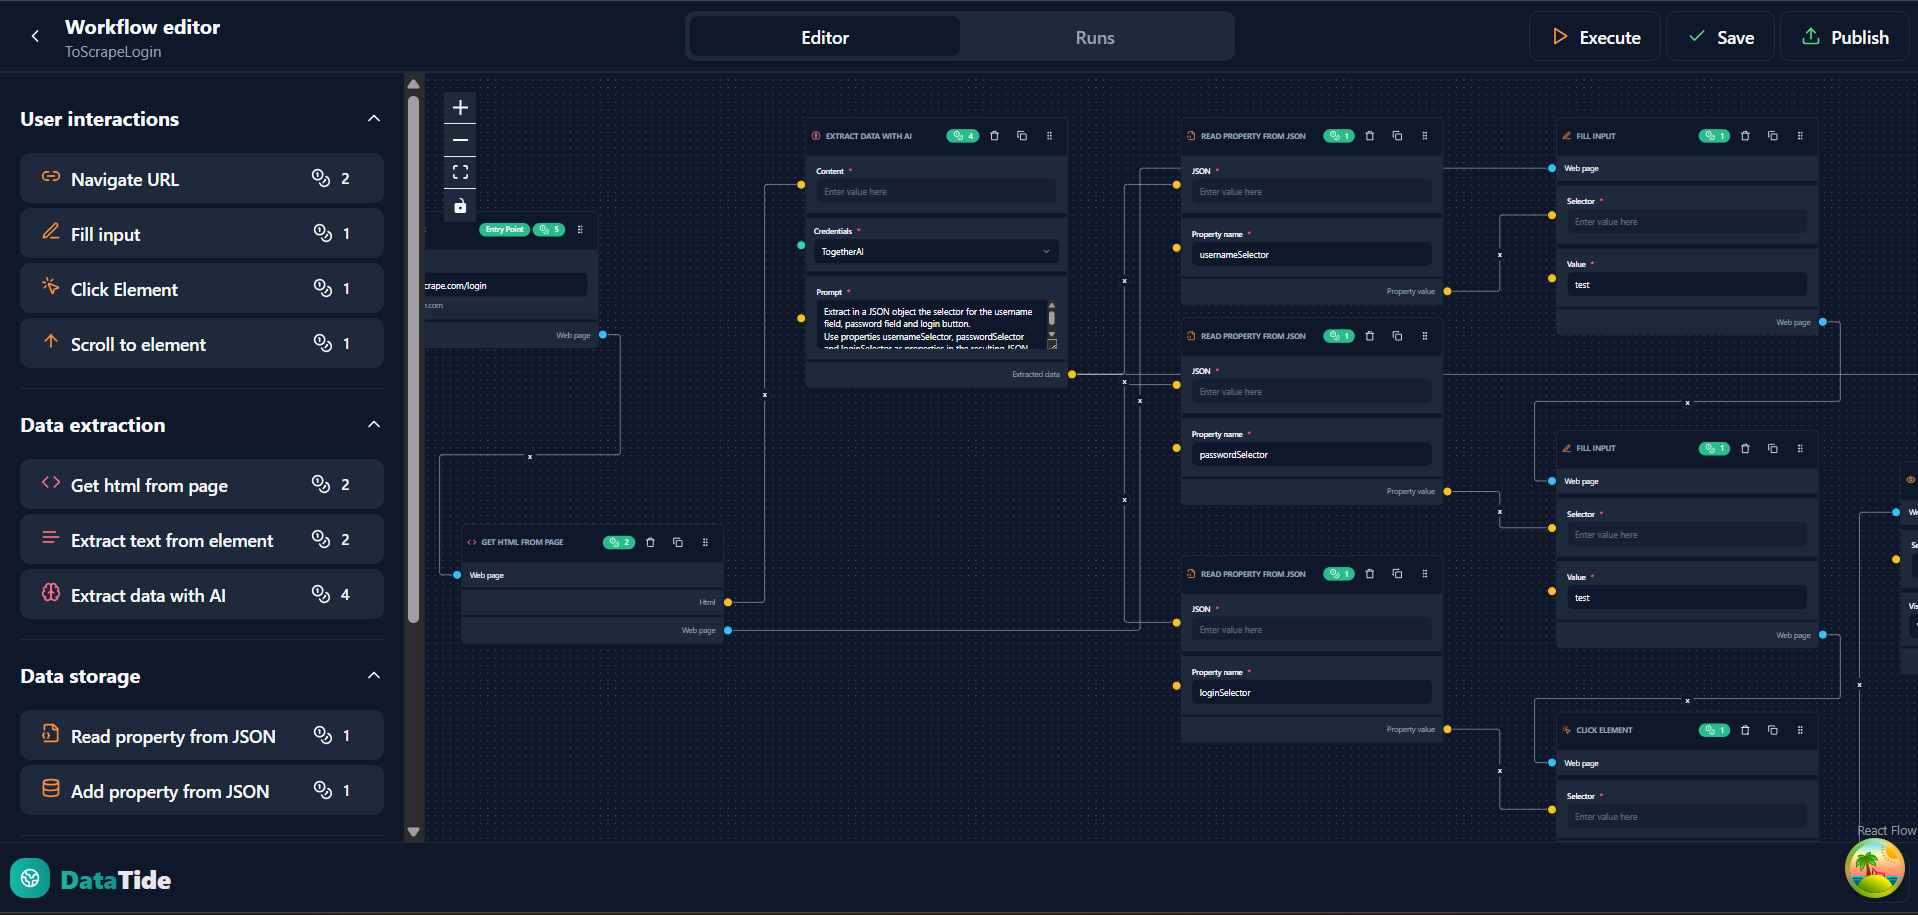 Workflow editor
ToScrapeLogin
Editor
Runs
Execute
Save
Publish
User interactions
Navigate URL 2
Fill input 1
Click Element 1
Scroll to element 1
Data extraction
Get html from page 2
Extract text from element 2
Extract data with AI 4
Data storage
Read property from JSON 1
Add property from JSON 1
Entry Point 5
crape.com/login
e.com
Web page
GET HTML FROM PAGE 2
Web page
Html
Web page
EXTRACT DATA WITH AI 4
Content *
Enter value here
Credentials *
TogetherAI
Prompt *
Extract in a JSON object the selector for the username
field, password field and login button.
Use properties usernameSelector, passwordSelector
and loginSelector as properties in the resulting JSON
Extracted data
READ PROPERTY FROM JSON 1
JSON *
Enter value here
Property name *
usernameSelector
Property value
READ PROPERTY FROM JSON 1
JSON *
Enter value here
Property name *
passwordSelector
Property value
READ PROPERTY FROM JSON 1
JSON *
Enter value here
Property name *
loginSelector
Property value
FILL INPUT 1
Web page
Selector *
Enter value here
Value *
test
Web page
FILL INPUT 1
Web page
Selector *
Enter value here
Value *
test
Web page
CLICK ELEMENT 1
Web page
Selector *
Enter value here
We
Se
Vis
React Flow
DataTide